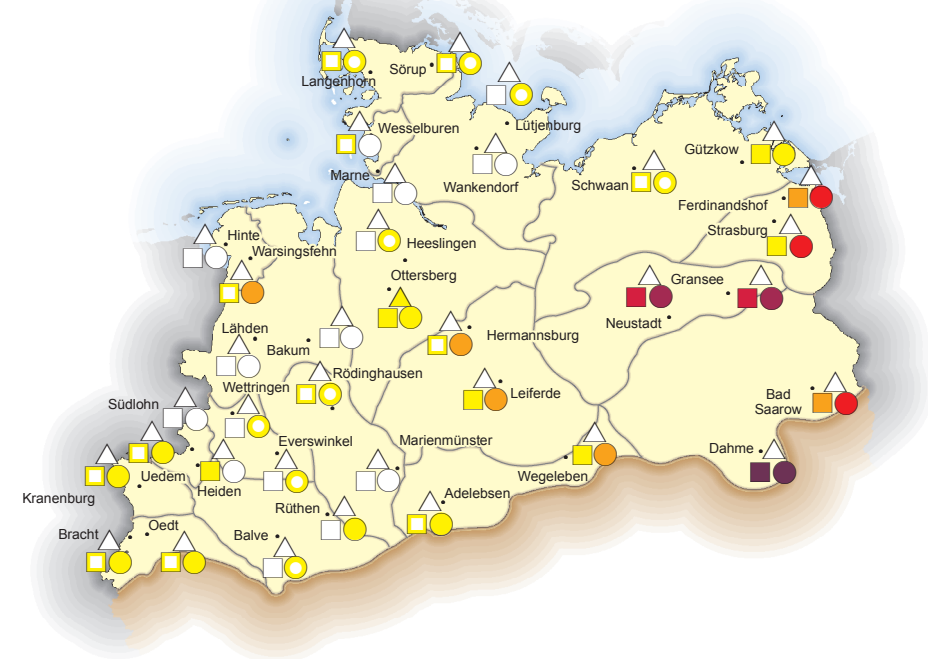 Sörup
Langenhorn
Lütjenburg
Wesselburen
Gützkow
Marne
Wankendorf
Schwaan
Ferdinandshof
Strasburg
Hinte
Heeslingen
Warsingsfehn
Ottersberg
Gransee
Neustadt
Lähden
Hermannsburg
Bakum
Rödinghausen
Wettringen
Leiferde
Bad
Saarow
Südlohn
Everswinkel
Marienmünster
Dahme
Uedem
Wegeleben
Heiden
Kranenburg
Adelebsen
Rüthen
Oedt
Bracht
Balve